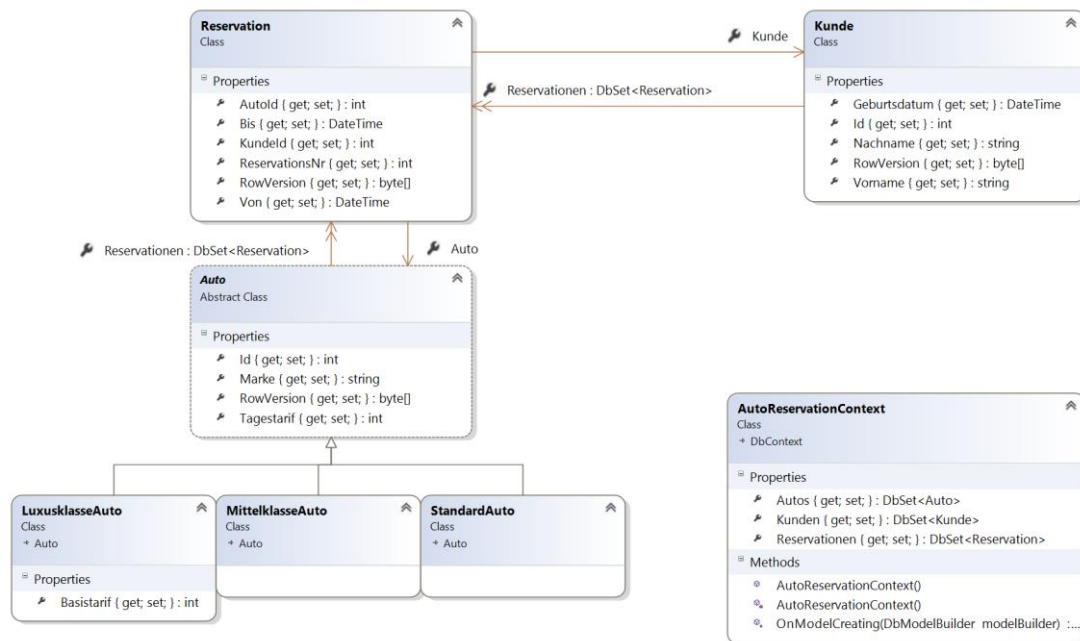 Reservation
Class
Properties
AutoId { get; set; } : int
Bis { get; set; } : DateTime
KundeId { get; set; } : int
ReservationsNr { get; set; } : int
RowVersion { get; set; } : byte[]
Von { get; set; } : DateTime
Kunde
Reservationen : DbSet<Reservation>
Kunde
Class
Properties
Geburtsdatum { get; set; } : DateTime
Id { get; set; } : int
Nachname { get; set; } : string
RowVersion { get; set; } : byte[]
Vorname { get; set; } : string
Reservationen : DbSet<Reservation>
Auto
Auto
Abstract Class
Properties
Id { get; set; } : int
Marke { get; set; } : string
RowVersion { get; set; } : byte[]
Tagestarif { get; set; } : int
LuxusklasseAuto
Class
→ Auto
Properties
Basistarif { get; set; } : int
MittelklasseAuto
Class
→ Auto
StandardAuto
Class
→ Auto
AutoReservationContext
Class
→ DbContext
Properties
Autos { get; set; } : DbSet<Auto>
Kunden { get; set; } : DbSet<Kunde>
Reservationen { get; set; } : DbSet<Reservation>
Methods
AutoReservationContext()
AutoReservationContext()
OnModelCreating(DbModelBuilder modelBuilder) :...